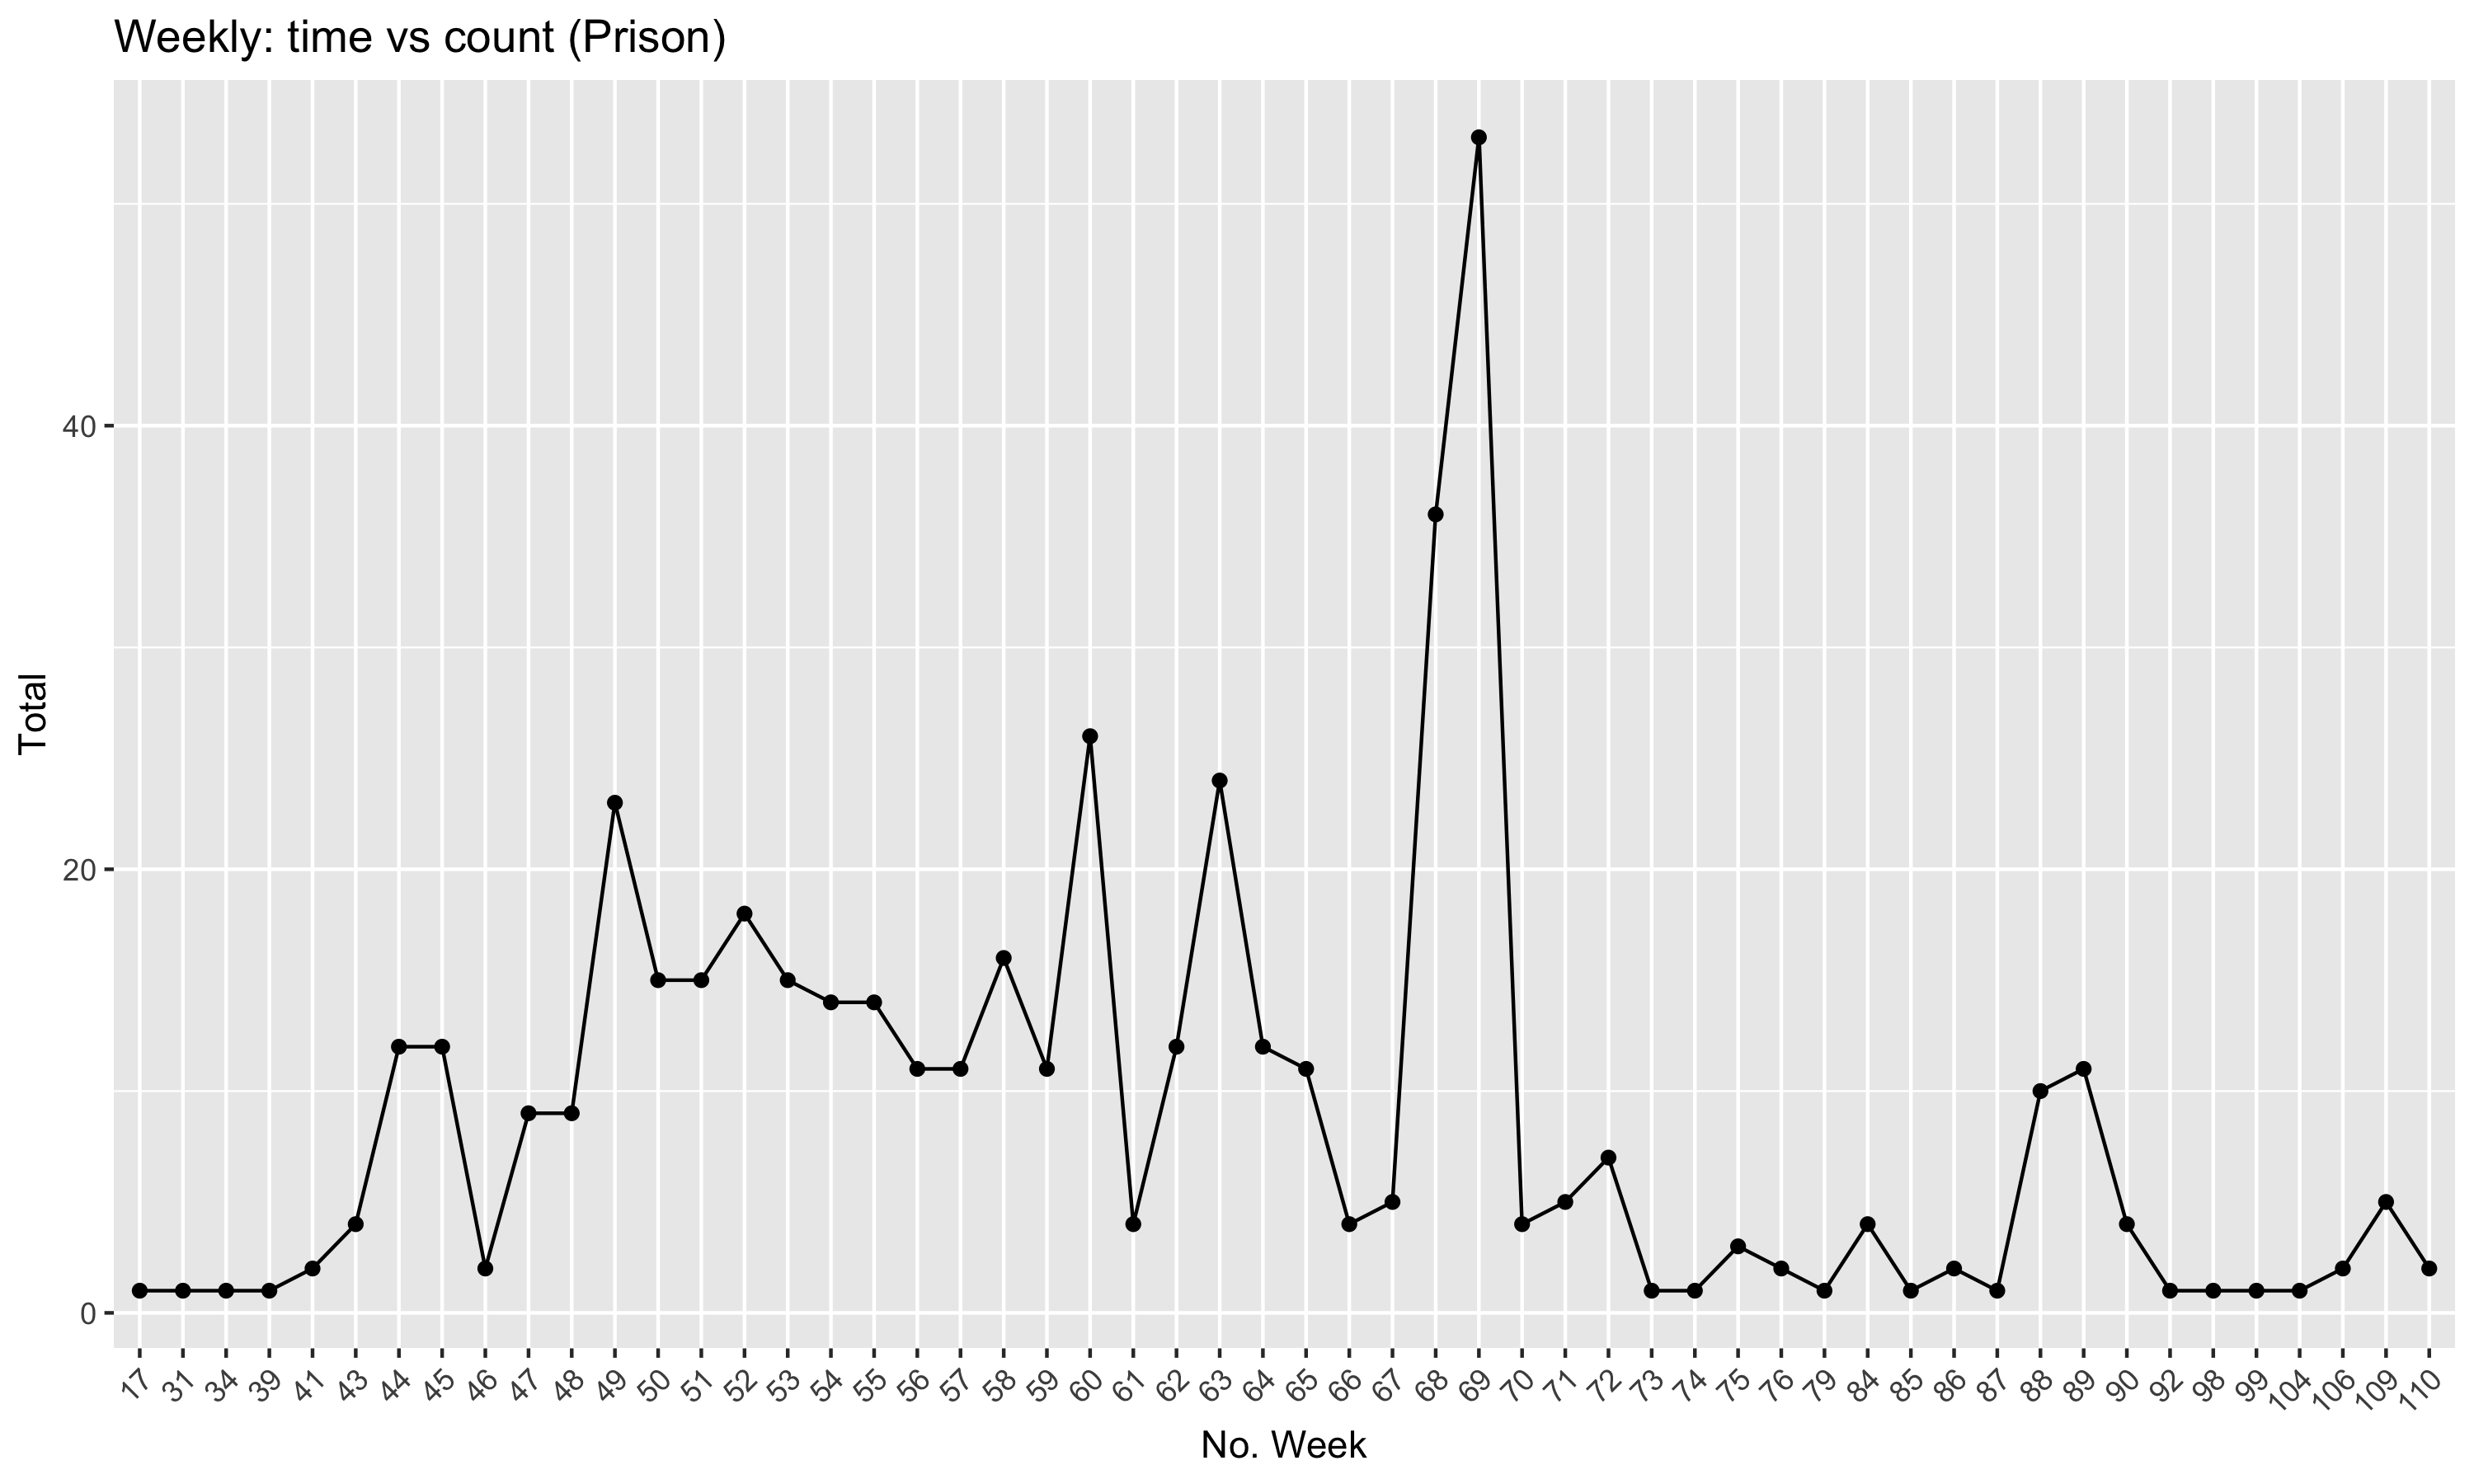 Weekly: time vs count (Prison)
Total
40
20
0
17 31 34 39 41 43 44 45 46 47 48 49 50 51 52 53 54 55 56 57 58 59 60 61 62 63 64 65 66 67 68 69 70 71 72 73 74 75 76 79 84 85 86 87 88 89 90 92 98 99 104 106 109 110
No. Week